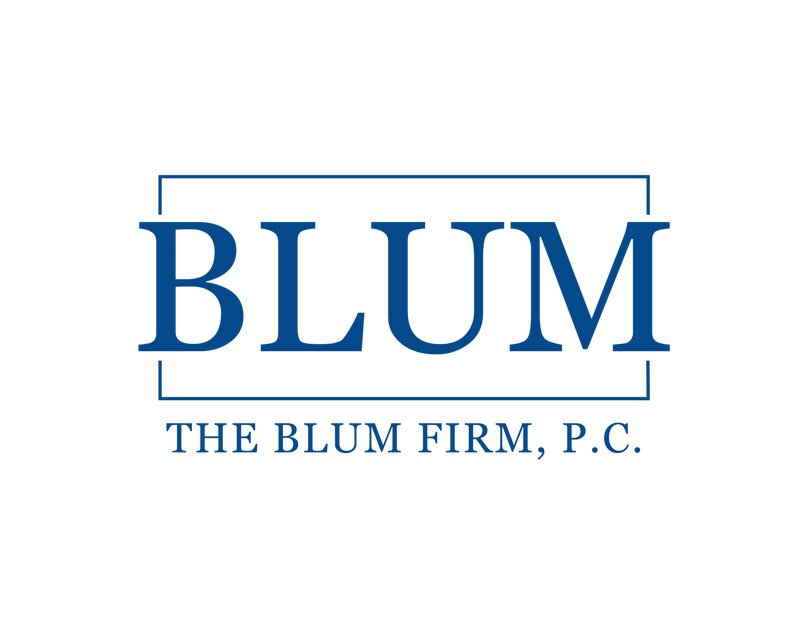 BLUM
THE BLUM FIRM, P.C.